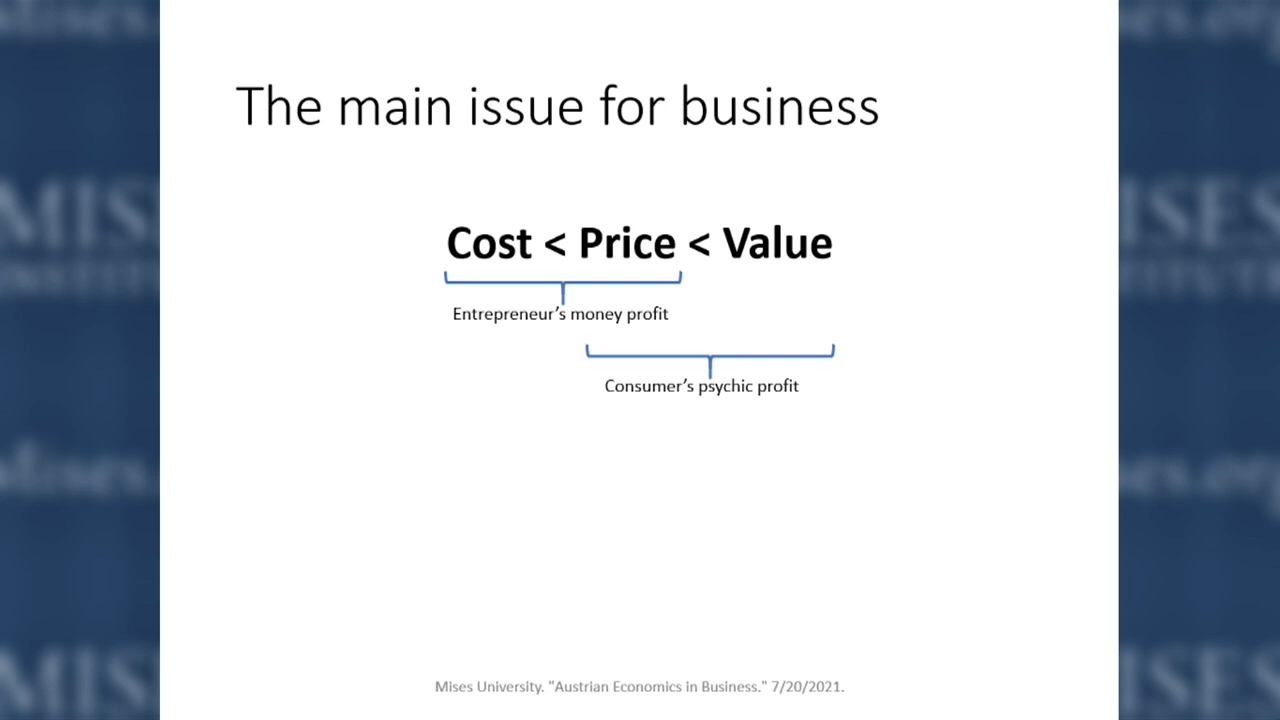 The main issue for business
Cost < Price < Value
Entrepreneur’s money profit
Consumer’s psychic profit
Mises University. "Austrian Economics in Business." 7/20/2021.